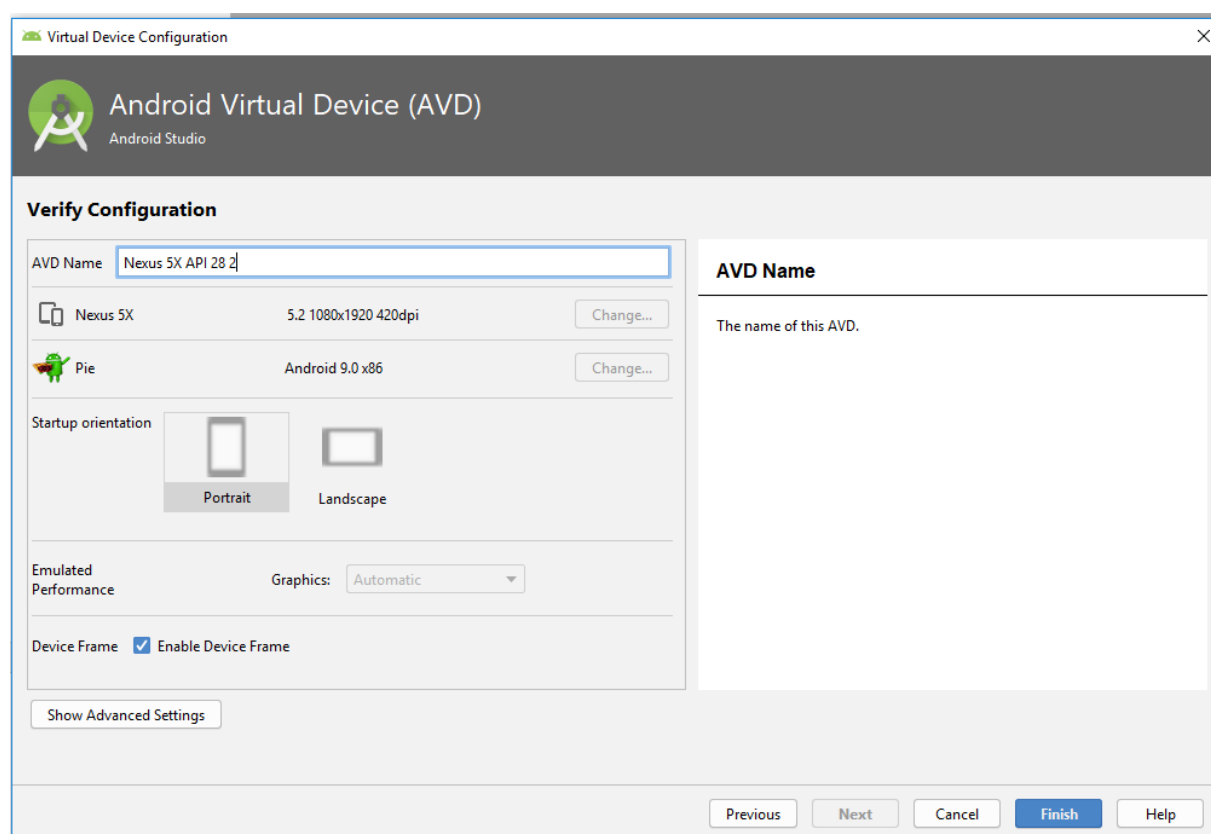 Virtual Device Configuration
Android Virtual Device (AVD)
Android Studio
Verify Configuration
AVD Name Nexus 5X API 28 2
Nexus 5X 5.2 1080x1920 420dpi Change...
Pie Android 9.0 x86 Change...
Startup orientation
Portrait
Landscape
Emulated
Performance
Graphics: Automatic
Device Frame Enable Device Frame
Show Advanced Settings
AVD Name
The name of this AVD.
Previous Next Cancel Finish Help